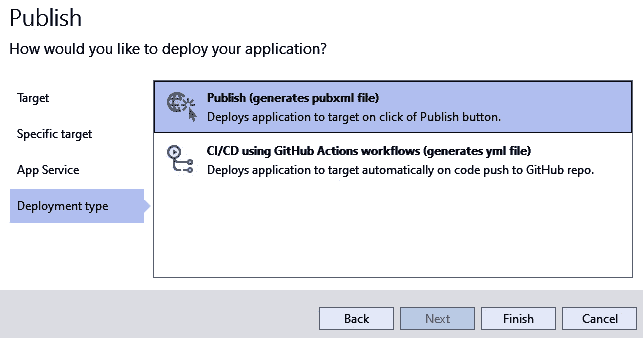 Publish
How would you like to deploy your application?
Target
Specific target
App Service
Deployment type
Publish (generates pubxml file)
Deploys application to target on click of Publish button.
CI/CD using GitHub Actions workflows (generates yml file)
Deploys application to target automatically on code push to GitHub repo.
Back
Next
Finish
Cancel